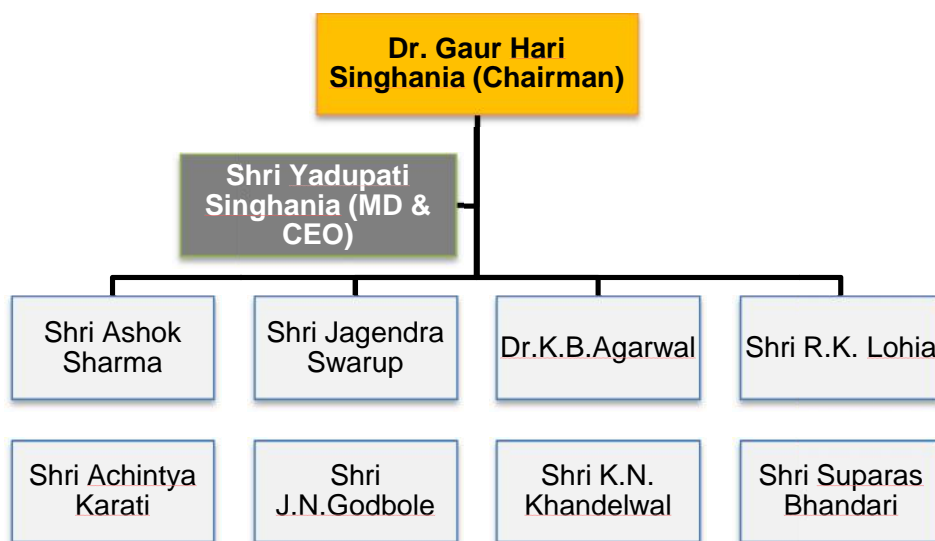 Dr. Gaur Hari
Singhania (Chairman)
Shri Yadupati
Singhania (MD &
CEO)
Shri Ashok
Sharma
Shri Jagendra
Swarup
Dr.K.B.Agarwal
Shri R.K. Lohia
Shri Achintya
Karati
Shri
J.N.Godbole
Shri K.N.
Khandelwal
Shri Suparas
Bhandari